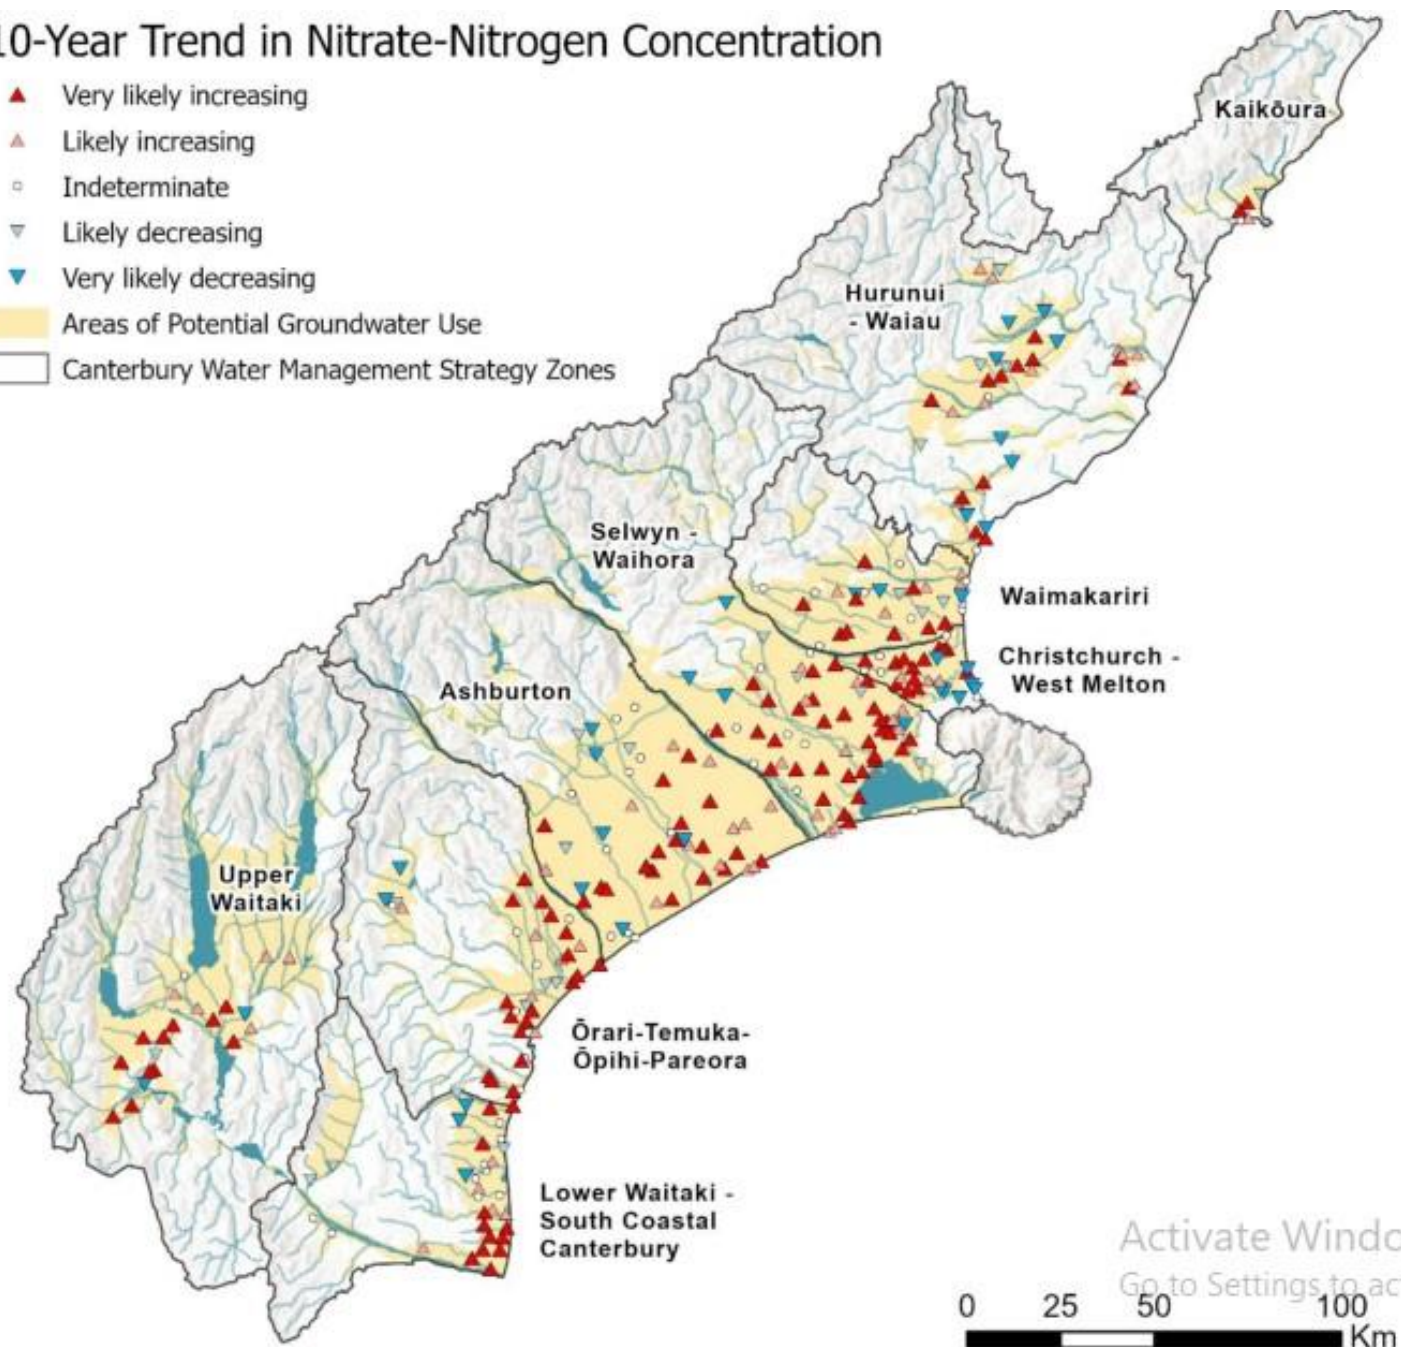 10-Year Trend in Nitrate-Nitrogen Concentration
Very likely increasing
Likely increasing
Indeterminate
Likely decreasing
Very likely decreasing
Areas of Potential Groundwater Use
Canterbury Water Management Strategy Zones
Kaikōura
Hurunui
- Waiau
Selwyn -
Waihora
Waimakariri
Christchurch -
West Melton
Ashburton
Upper
Waitaki
Ōrari-Temuka-
Ōpihi-Pareora
Lower Waitaki -
South Coastal
Canterbury
Activate Windo
Go to Settings to ac
0 25 50 100
Km